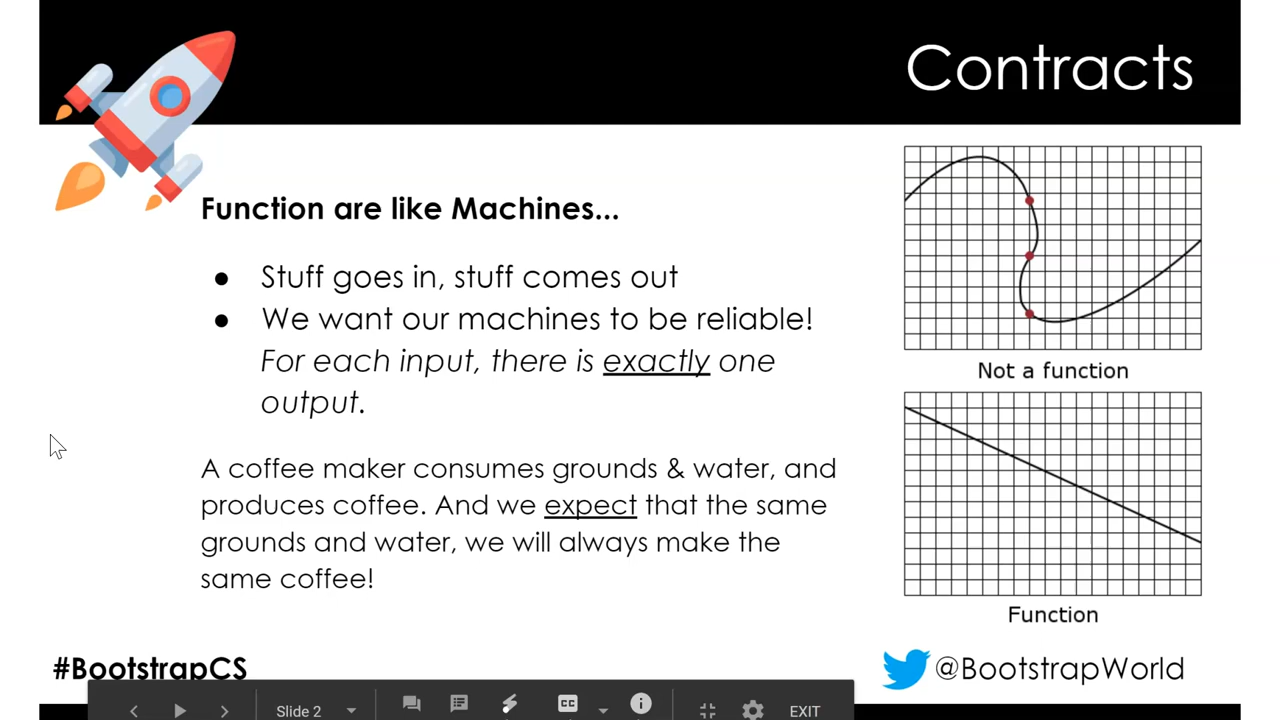 Contracts
Function are like Machines...
● Stuff goes in, stuff comes out
● We want our machines to be reliable!
For each input, there is exactly one
output.
A coffee maker consumes grounds & water, and
produces coffee. And we expect that the same
grounds and water, we will always make the
same coffee!
Not a function
Function
#BootstrapCS
@BootstrapWorld
Slide 2
CC
EXIT